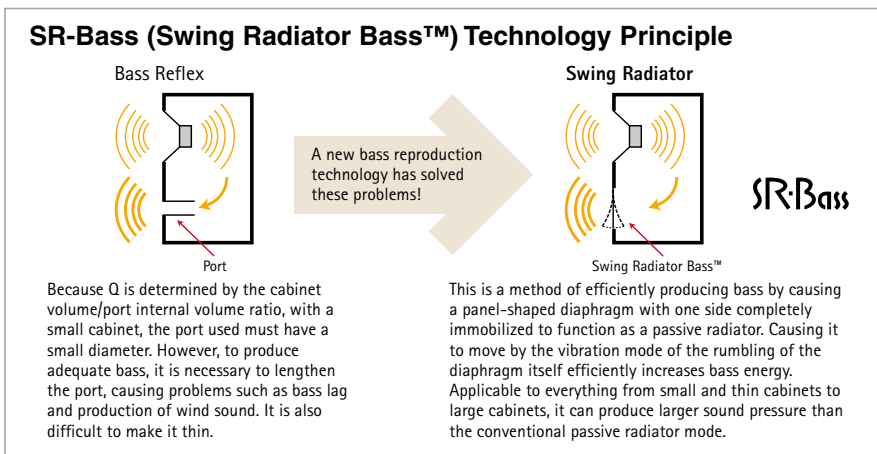 SR-Bass (Swing Radiator Bass™) Technology Principle
Bass Reflex
A new bass reproduction
technology has solved
these problems!
Port
Because Q is determined by the cabinet
volume/port internal volume ratio, with a
small cabinet, the port used must have a
small diameter. However, to produce
adequate bass, it is necessary to lengthen
the port, causing problems such as bass lag
and production of wind sound. It is also
difficult to make it thin.
Swing Radiator
SR·Bass
Swing Radiator Bass™
This is a method of efficiently producing bass by causing
a panel-shaped diaphragm with one side completely
immobilized to function as a passive radiator. Causing it
to move by the vibration mode of the rumbling of the
diaphragm itself efficiently increases bass energy.
Applicable to everything from small and thin cabinets to
large cabinets, it can produce larger sound pressure than
the conventional passive radiator mode.